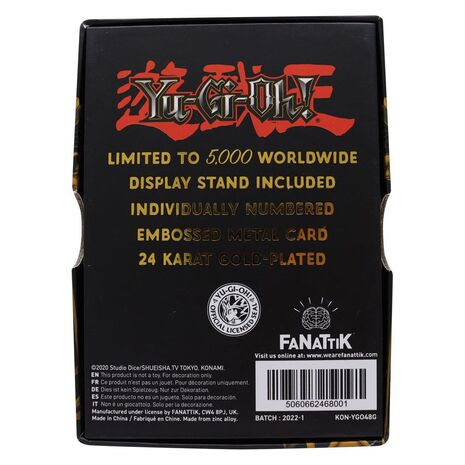 遊戯王
Yu-Gi-Oh!
LIMITED TO 5,000 WORLDWIDE
DISPLAY STAND INCLUDED
INDIVIDUALLY NUMBERED
EMBOSSED METAL CARD
24 KARAT GOLD-PLATED
YU-GI-OH!
OFFICIAL LICENSED SEAL
FANATTIK
Visit us online at: www.wearefanattik.com
©2020 Studio Dice/SHUEISHA,TV TOKYO, KONAMI.
EN This product is not a toy. For decoration only.
FR Ce produit n'est pas un jouet. Pour décoration uniquement.
DE Dies ist kein Spielzeug. Nur zur Dekoration.
ES Este producto no es un juguete. Solo para decoración.
IT Non è un giocattolo. Solo per la decorazione.
Manufactured under license by FANATTIK, CW4 8PJ, UK.
Made in China / Fabriqué en Chine. Made from zinc alloy.
5060662468001
BATCH : 2022-1 KON-YGO48G